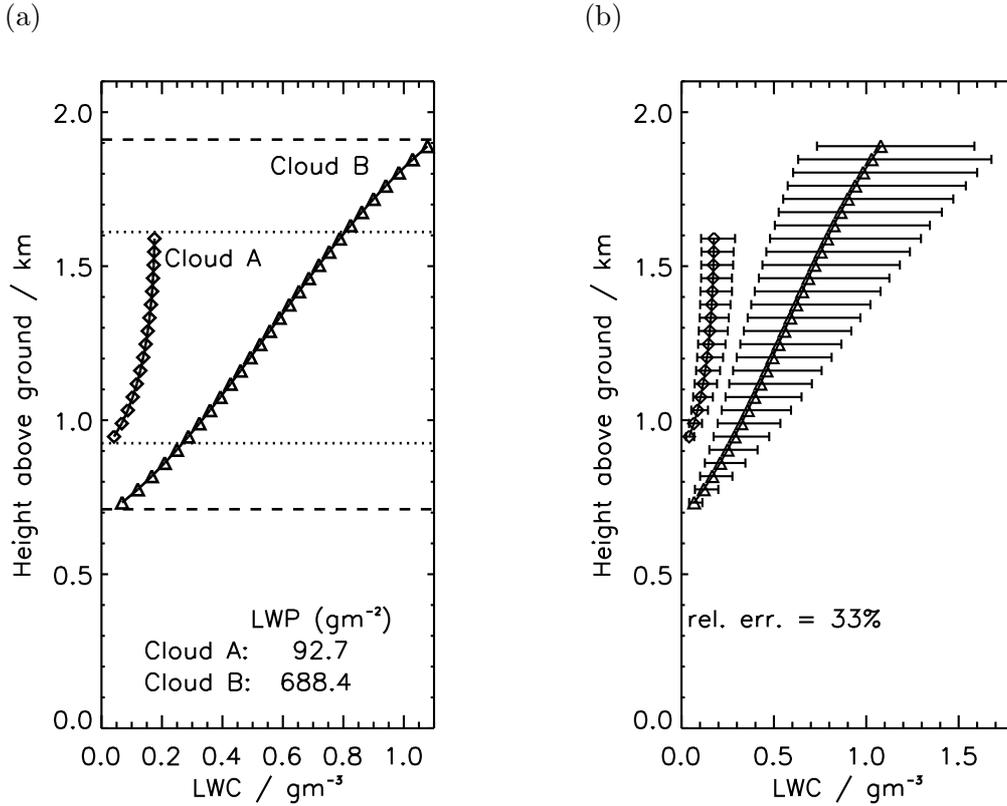 (a)
2.0
1.5
1.0
0.5
0.0
Height above ground / km
Cloud B
Cloud A
LWP (gm⁻²)
Cloud A: 92.7
Cloud B: 688.4
0.0 0.2 0.4 0.6 0.8 1.0
LWC / gm⁻³
(b)
2.0
1.5
1.0
0.5
0.0
Height above ground / km
rel. err. = 33%
0.0 0.5 1.0 1.5
LWC / gm⁻³